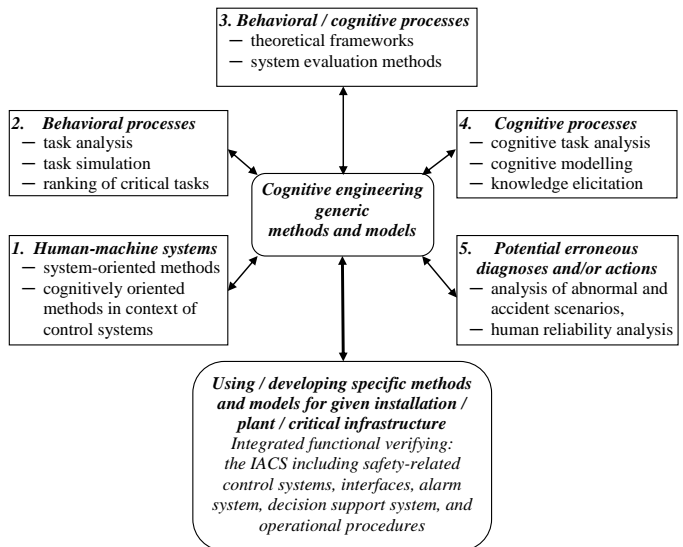 3. Behavioral / cognitive processes
— theoretical frameworks
— system evaluation methods
2. Behavioral processes
— task analysis
— task simulation
— ranking of critical tasks
4. Cognitive processes
— cognitive task analysis
— cognitive modelling
— knowledge elicitation
Cognitive engineering
generic
methods and models
1. Human-machine systems
— system-oriented methods
— cognitively oriented
methods in context of
control systems
5. Potential erroneous
diagnoses and/or actions
— analysis of abnormal and
accident scenarios,
— human reliability analysis
Using / developing specific methods
and models for given installation /
plant / critical infrastructure
Integrated functional verifying:
the IACS including safety-related
control systems, interfaces, alarm
system, decision support system, and
operational procedures